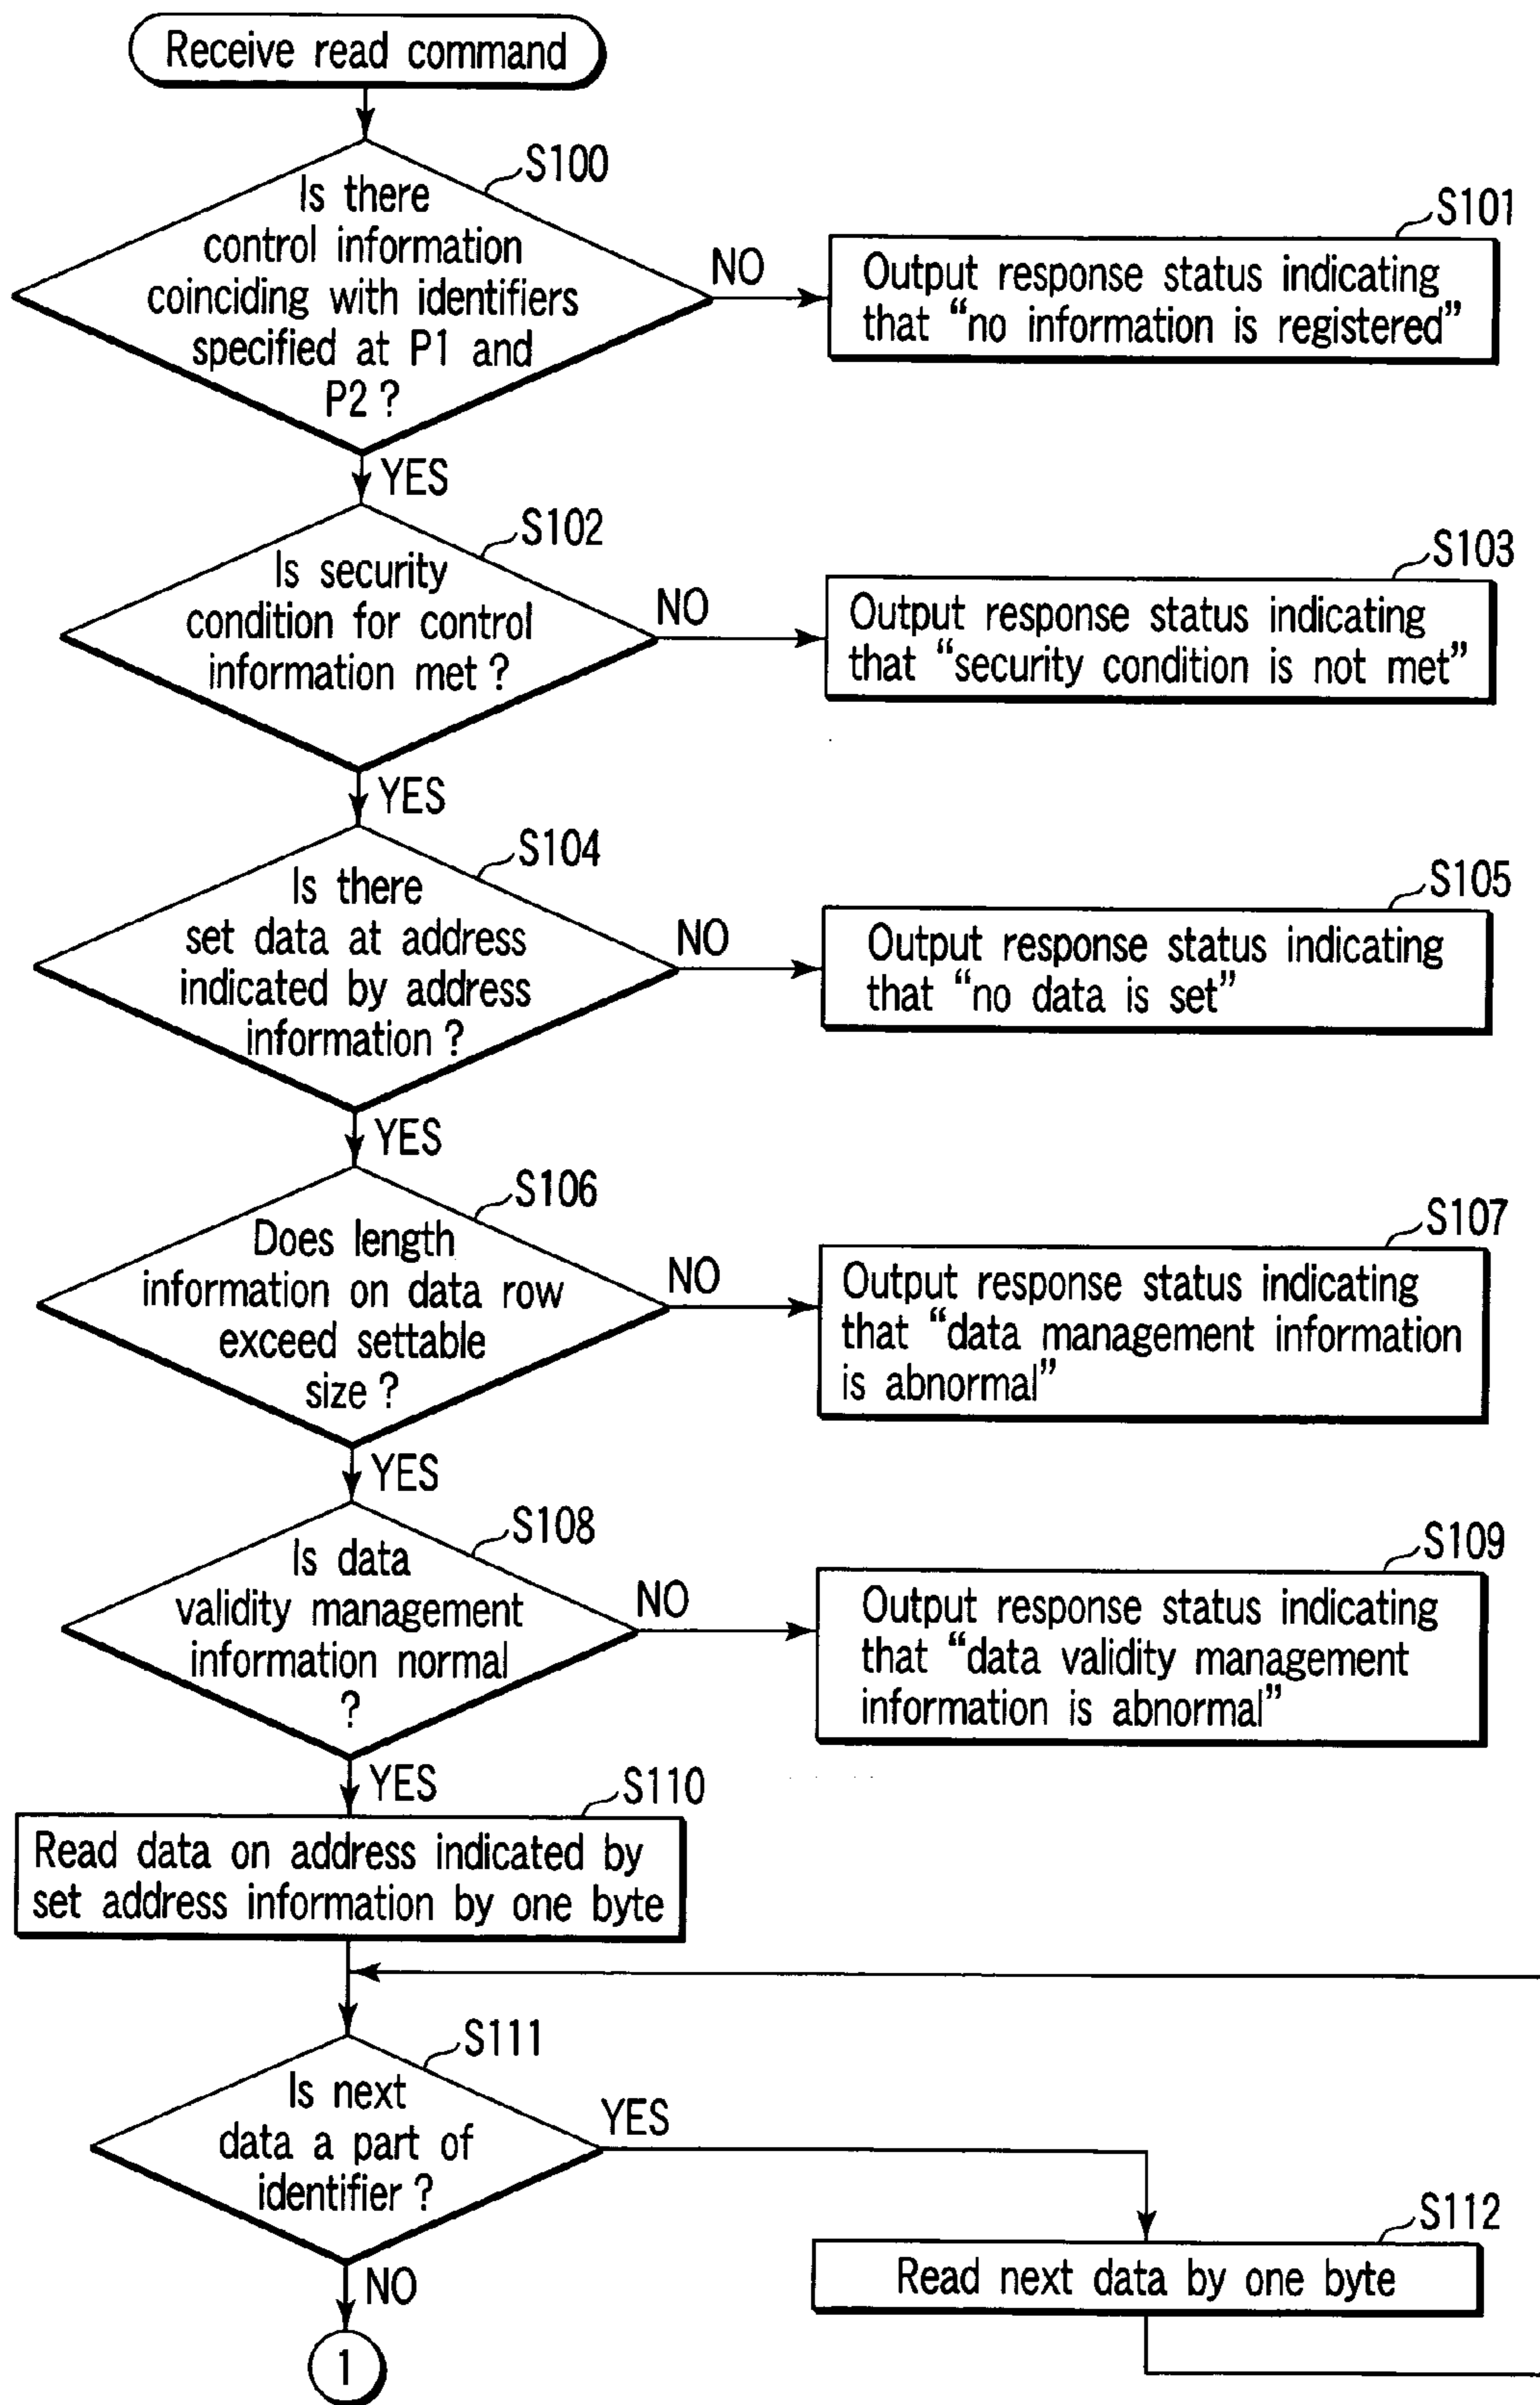 Receive read command
S100
Is there
control information
coinciding with identifiers
specified at P1 and
P2 ?
NO
S101
Output response status indicating
that “no information is registered”
YES
S102
Is security
condition for control
information met ?
NO
S103
Output response status indicating
that “security condition is not met”
YES
S104
Is there
set data at address
indicated by address
information ?
NO
S105
Output response status indicating
that “no data is set”
YES
S106
Does length
information on data row
exceed settable
size ?
NO
S107
Output response status indicating
that “data management information
is abnormal”
YES
S108
Is data
validity management
information normal
?
NO
S109
Output response status indicating
that “data validity management
information is abnormal”
YES
S110
Read data on address indicated by
set address information by one byte
S111
Is next
data a part of
identifier ?
YES
S112
Read next data by one byte
NO
1